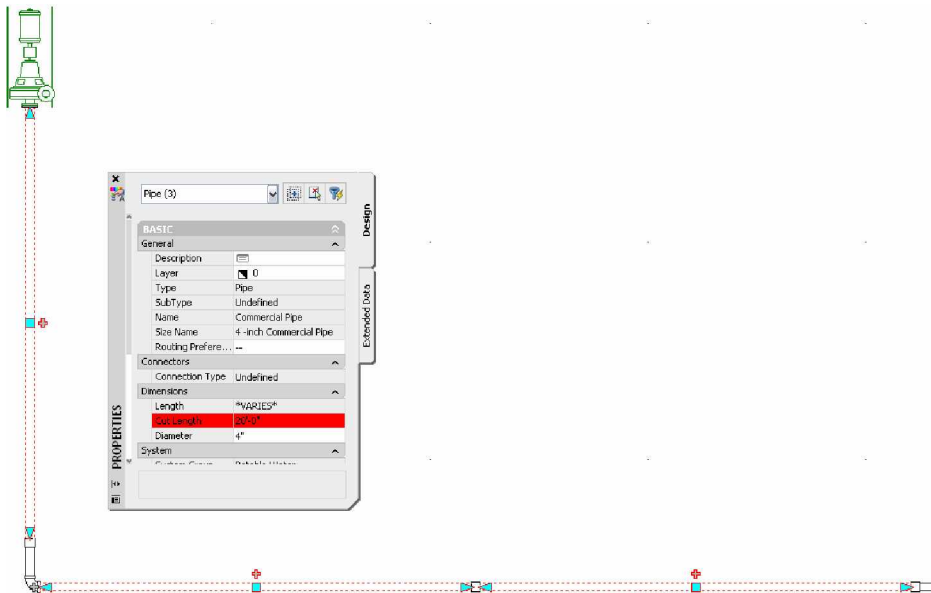 Pipe (3)
BASIC
General
Description
Layer 0
Type Pipe
SubType Undefined
Name Commercial Pipe
Size Name 4 -inch Commercial Pipe
Routing Prefere... --
Connectors
Connection Type Undefined
Dimensions
Length *VARIES*
Cut Length 20'-0"
Diameter 4"
System
Design
Extended Data
PROPERTIES